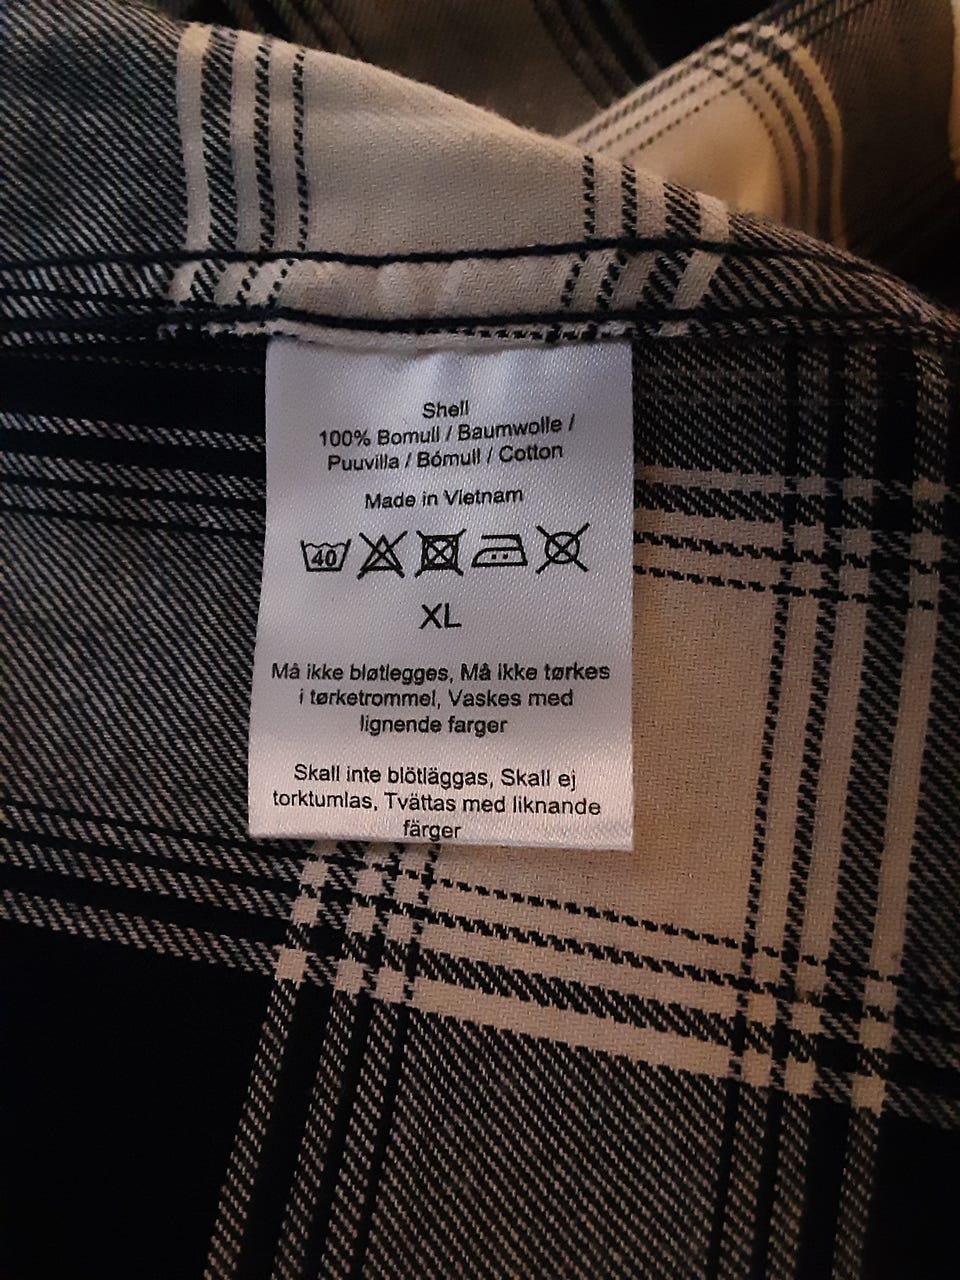 Shell
100% Bomull / Baumwolle /
Puuvilla / Bómull / Cotton
Made in Vietnam
40
XL
Må ikke bløtlegges, Må ikke tørkes
i tørketrommel, Vaskes med
lignende farger
Skall inte blötläggas, Skall ej
torktumlas, Tvättas med liknande
färger